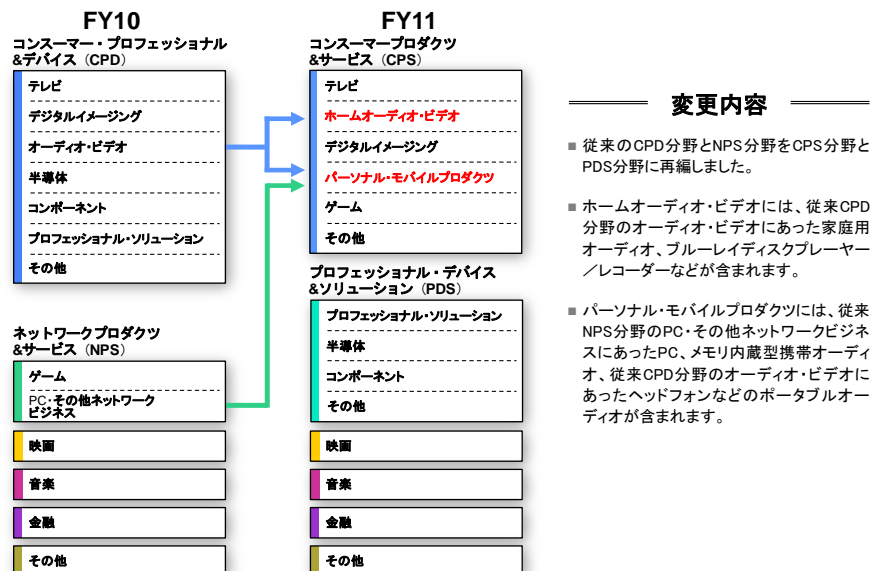 FY10
コンスーマー・プロフェッショナル
&デバイス（CPD）
テレビ
デジタルイメージング
オーディオ・ビデオ
半導体
コンポーネント
プロフェッショナル・ソリューション
その他
ネットワークプロダクツ
&サービス（NPS）
ゲーム
PC・その他ネットワーク
ビジネス
映画
音楽
金融
その他
FY11
コンスーマープロダクツ
&サービス（CPS）
テレビ
ホームオーディオ・ビデオ
デジタルイメージング
パーソナル・モバイルプロダクツ
ゲーム
その他
プロフェッショナル・デバイス
&ソリューション（PDS）
プロフェッショナル・ソリューション
半導体
コンポーネント
その他
映画
音楽
金融
その他
変更内容
■ 従来のCPD分野とNPS分野をCPS分野と
PDS分野に再編しました。
■ ホームオーディオ・ビデオには、従来CPD
分野のオーディオ・ビデオにあった家庭用
オーディオ、ブルーレイディスクプレーヤー
／レコーダーなどが含まれます。
■ パーソナル・モバイルプロダクツには、従来
NPS分野のPC・その他ネットワークビジネ
スにあったPC、メモリ内蔵型携帯オーディ
オ、従来CPD分野のオーディオ・ビデオに
あったヘッドフォンなどのポータブルオー
ディオが含まれます。